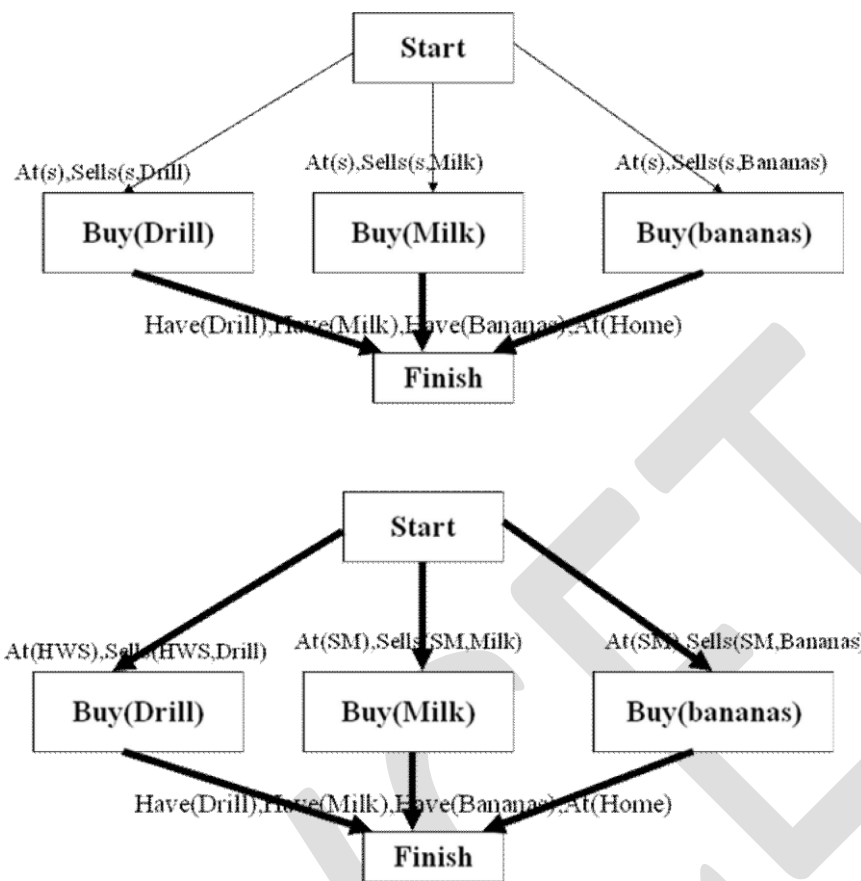 Start
At(s),Sells(s,Drill)
At(s),Sells(s,Milk)
At(s),Sells(s,Bananas)
Buy(Drill)
Buy(Milk)
Buy(bananas)
Have(Drill),Have(Milk),Have(Bananas),At(Home)
Finish
Start
At(HWS),Sells(HWS,Drill)
At(SM),Sells(SM,Milk)
At(SM),Sells(SM,Bananas)
Buy(Drill)
Buy(Milk)
Buy(bananas)
Have(Drill),Have(Milk),Have(Bananas),At(Home)
Finish